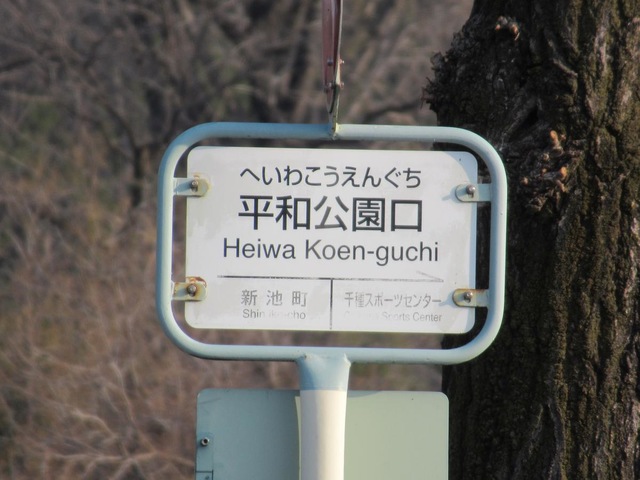 へいわこうえんぐち
平和公園口
Heiwa Koen-guchi
新池町 千種スポーツセンター
Sports Center